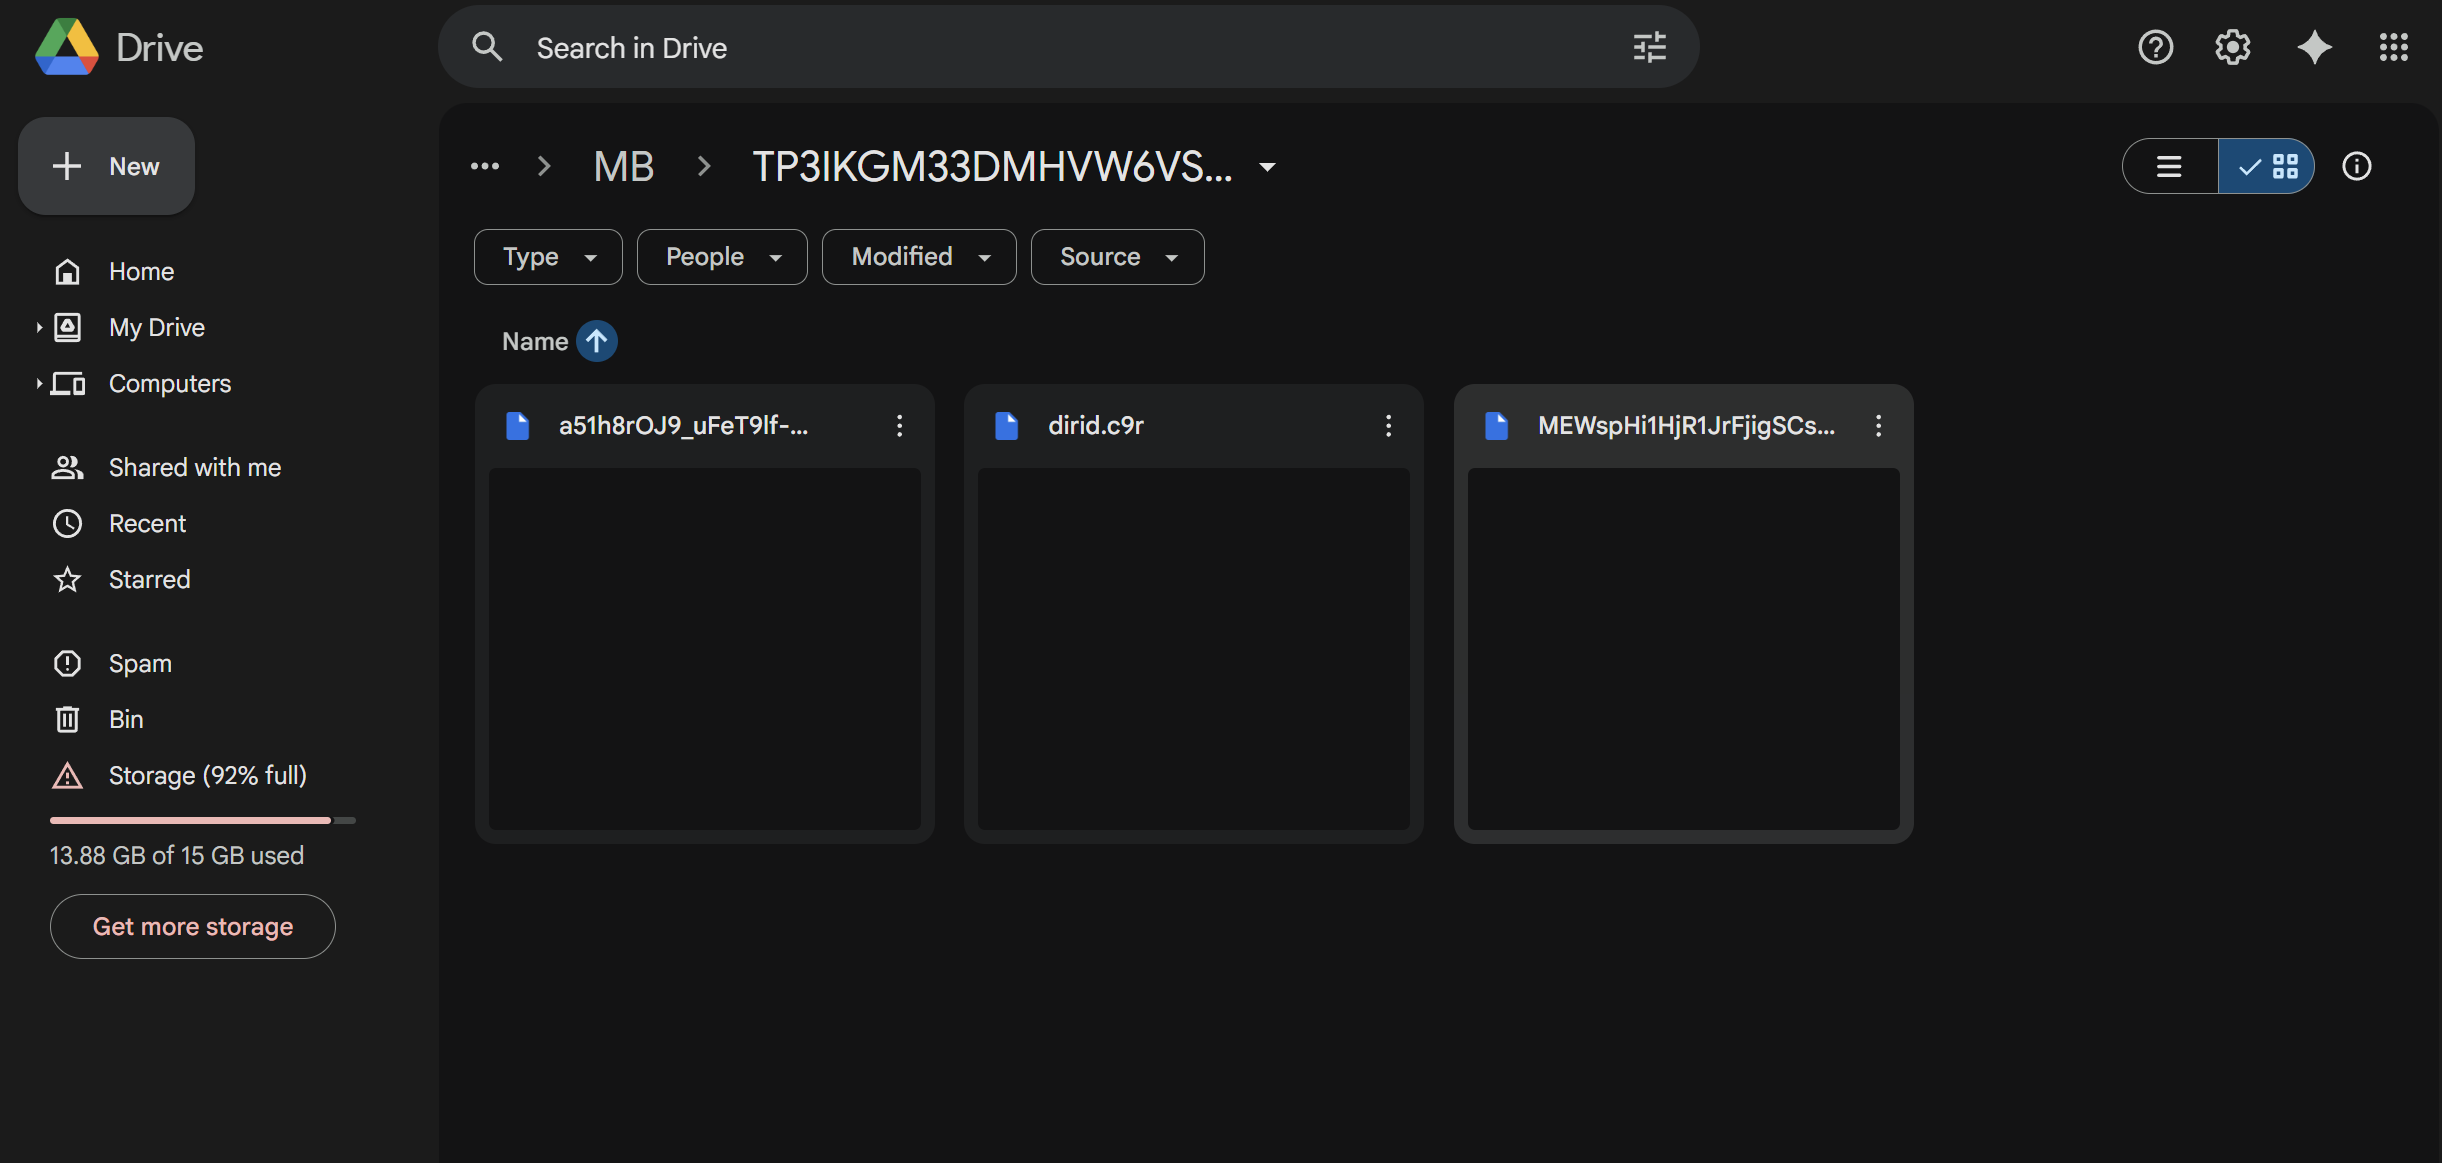 Drive
Search in Drive
New
MB
TP3IKGM33DMHVW6VS...
Type
People
Modified
Source
Name
a51h8rOJ9_uFeT9lf-...
dirid.c9r
MEWspHi1HjR1JrFjigSCs...
Home
My Drive
Computers
Shared with me
Recent
Starred
Spam
Bin
Storage (92% full)
13.88 GB of 15 GB used
Get more storage